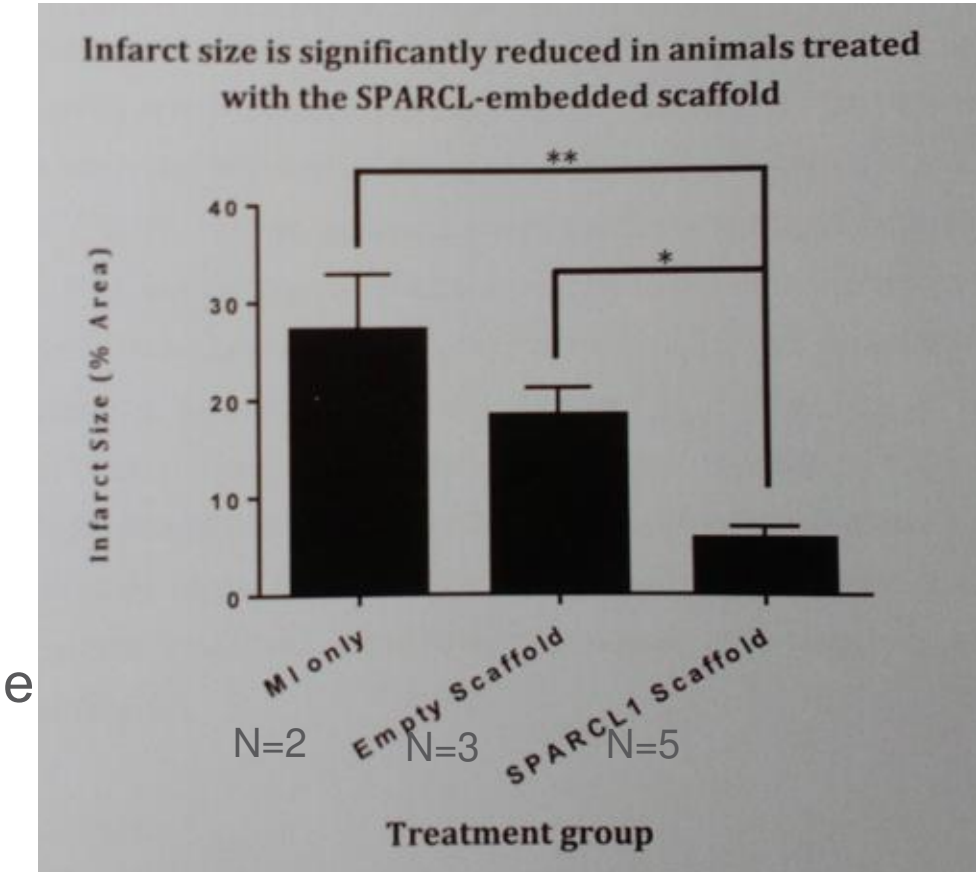 Infarct size is significantly reduced in animals treated
with the SPARCL-embedded scaffold
**
*
40
30
20
10
0
Infarct Size (% Area)
MI only
Empty Scaffold
SPARCL1 Scaffold
e
N=2
N=3
N=5
Treatment group